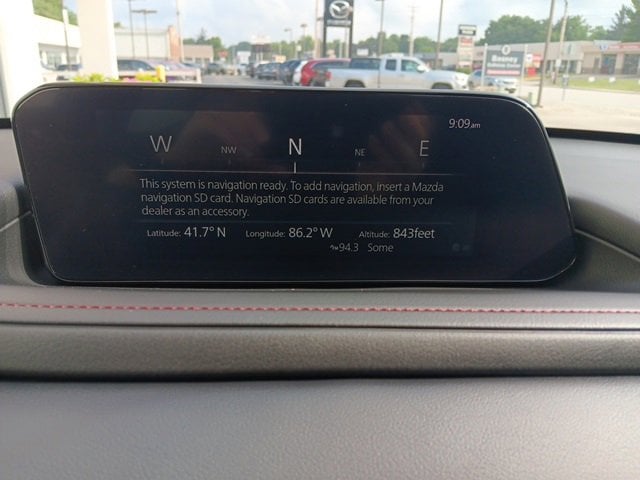 9:09am
W NW N NE E
This system is navigation ready. To add navigation, insert a Mazda
navigation SD card. Navigation SD cards are available from your
dealer as an accessory.
Latitude: 41.7° N Longitude: 86.2° W Altitude: 843feet
94.3 Some